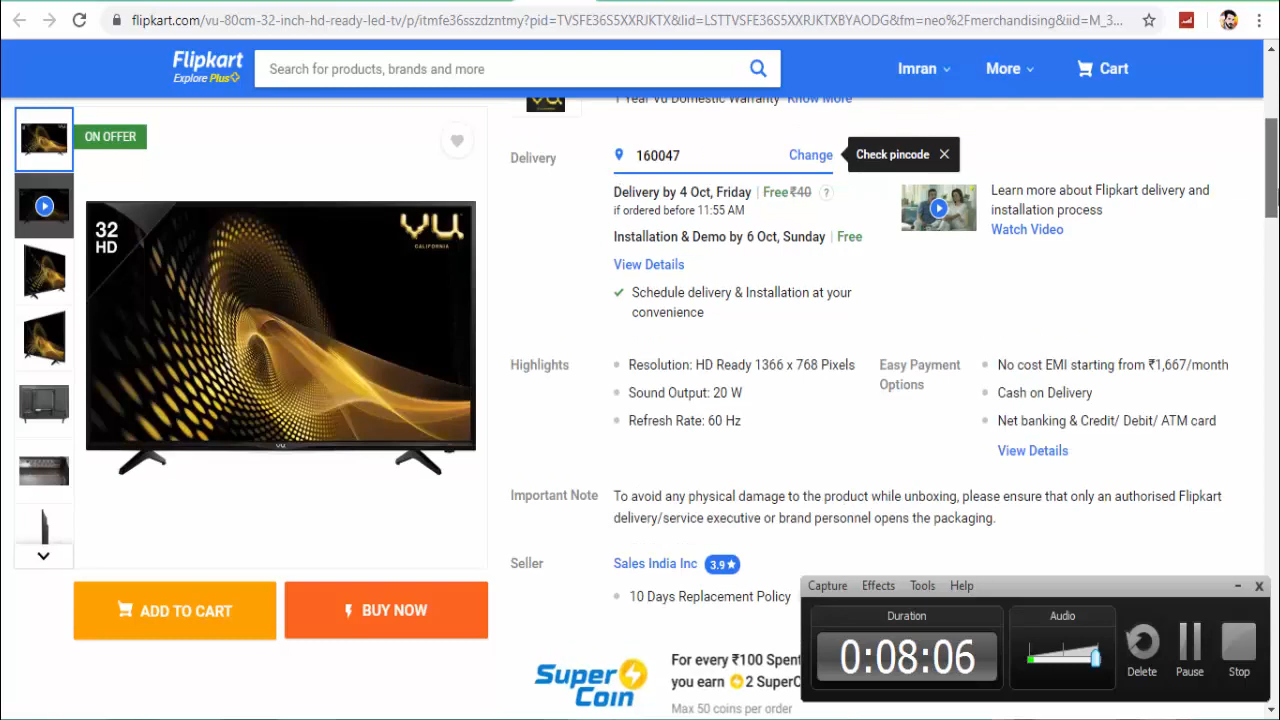 flipkart.com/vu-80cm-32-inch-hd-ready-led-tv/p/itmfe36sszdzntmy?pid=TVSFE36S5XXRJKTX&lid=LSTTVSFE36S5XXRJKTXBYAODG&fm=neo%2Fmerchandising&iid=M_3...
Flipkart
Explore Plus
Search for products, brands and more
Imran
More
Cart
1 Year Vu Domestic Warranty Know More
ON OFFER
32
HD
vu
CALIFORNIA
vu
Delivery
160047
Change
Check pincode
Delivery by 4 Oct, Friday | Free ₹40 ?
if ordered before 11:55 AM
Installation & Demo by 6 Oct, Sunday | Free
View Details
Schedule delivery & Installation at your
convenience
Learn more about Flipkart delivery and
installation process
Watch Video
Highlights
Resolution: HD Ready 1366 x 768 Pixels
Sound Output: 20 W
Refresh Rate: 60 Hz
Easy Payment
Options
No cost EMI starting from ₹1,667/month
Cash on Delivery
Net banking & Credit/ Debit/ ATM card
View Details
Important Note
To avoid any physical damage to the product while unboxing, please ensure that only an authorised Flipkart
delivery/service executive or brand personnel opens the packaging.
Seller
Sales India Inc 3.9★
10 Days Replacement Policy
ADD TO CART
BUY NOW
Super
Coin
For every ₹100 Spent
you earn 2 SuperC
Max 50 coins per order
Capture Effects Tools Help
Duration
0:08:06
Audio
Delete
Pause
Stop